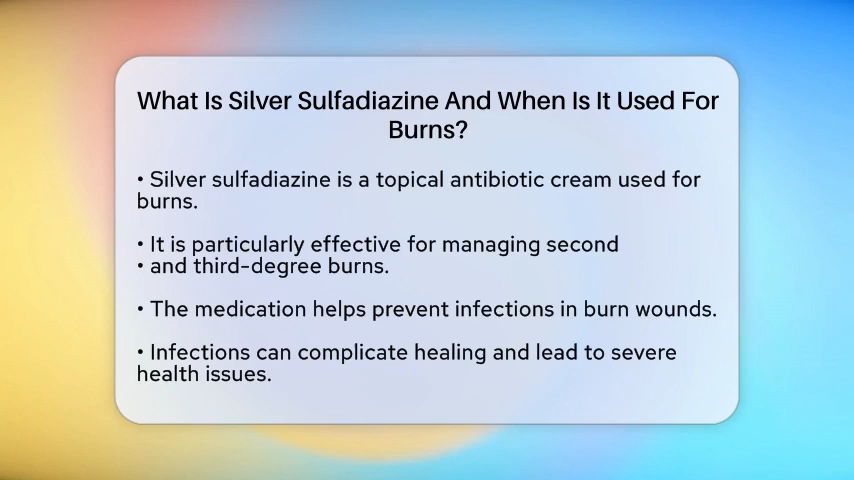 What Is Silver Sulfadiazine And When Is It Used For
Burns?
• Silver sulfadiazine is a topical antibiotic cream used for
burns.
• It is particularly effective for managing second
• and third-degree burns.
• The medication helps prevent infections in burn wounds.
• Infections can complicate healing and lead to severe
health issues.